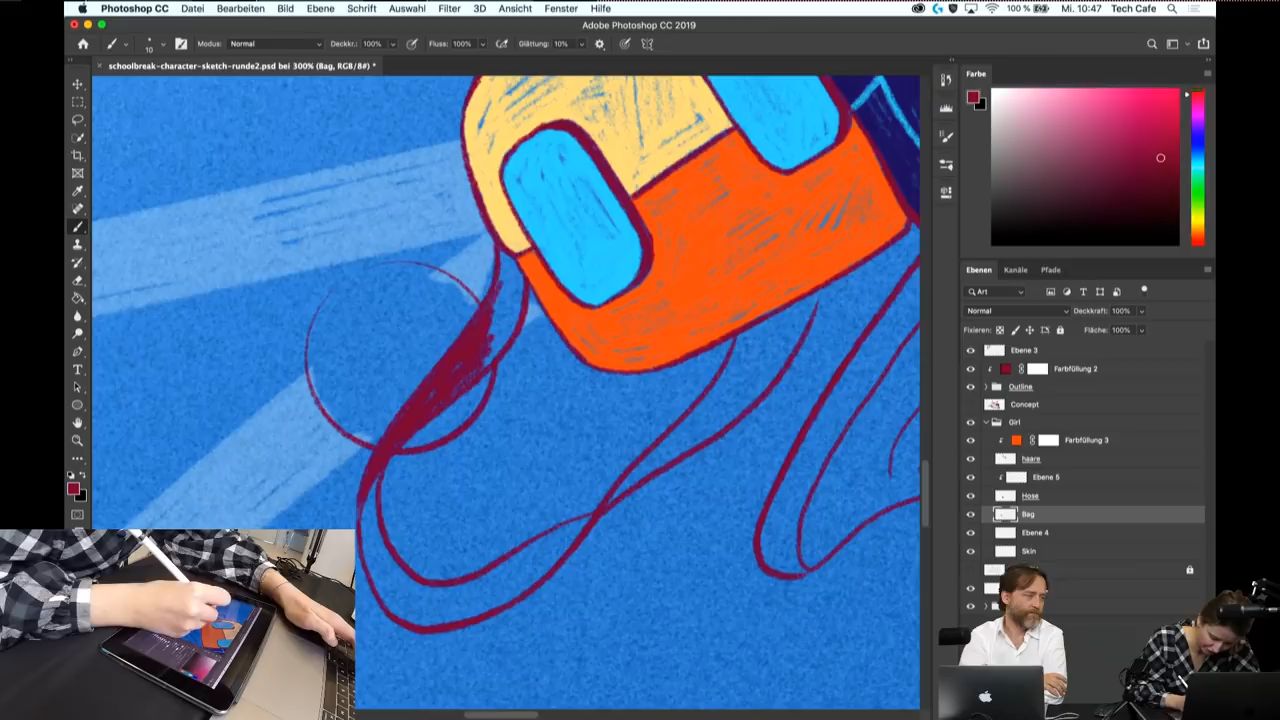 Photoshop CC Datei Bearbeiten Bild Ebene Schrift Auswahl Filter 3D Ansicht Fenster Hilfe 100 % Mi. 10:47 Tech Cafe
Adobe Photoshop CC 2019
10 Modus: Normal Deckkr.: 100% Fluss: 100% Glättung: 10%
schoolbreak-character-sketch-runde2.psd bei 300% (Bag, RGB/8#) *
Farbe
Ebenen Kanäle Pfade
Art
Normal Deckkraft: 100%
Fixieren: Fläche: 100%
Ebene 3
Farbfüllung 2
Outline
Concept
Girl
Farbfüllung 3
haare
Ebene 5
Hose
Bag
Ebene 4
Skin